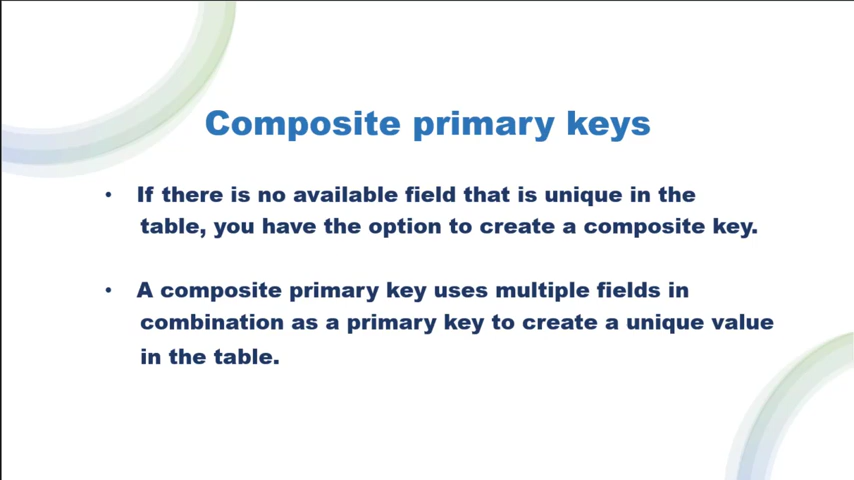 Composite primary keys
• If there is no available field that is unique in the
table, you have the option to create a composite key.
• A composite primary key uses multiple fields in
combination as a primary key to create a unique value
in the table.